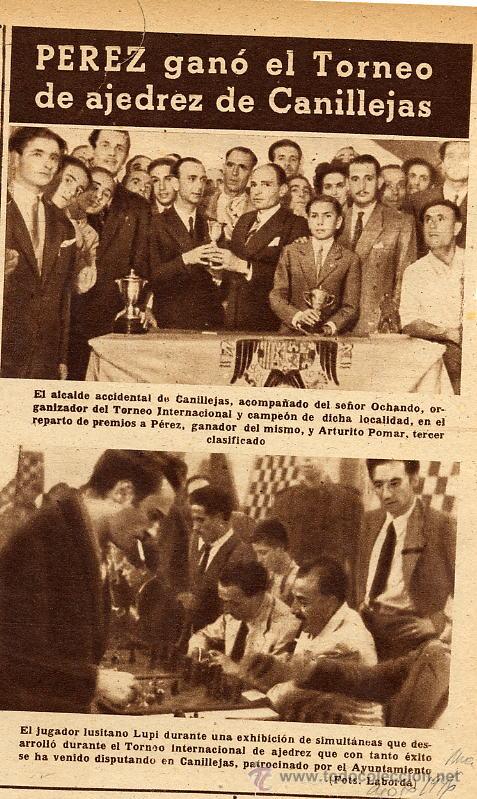 PEREZ ganó el Torneo
de ajedrez de Canillejas
El alcalde accidental de Canillejas, acompañado del señor Ochando, or-
ganizador del Torneo Internacional y campeón de dicha localidad, en el
reparto de premios a Pérez, ganador del mismo, y Arturito Pomar, tercer
clasificado
El jugador lusitano Lupi durante una exhibición de simultáneas que des-
arrolló durante el Torneo Internacional de ajedrez que con tanto éxito
se ha venido disputando en Canillejas, patrocinado por el Ayuntamiento
(Fots. Laborda)
todocoleccion.net